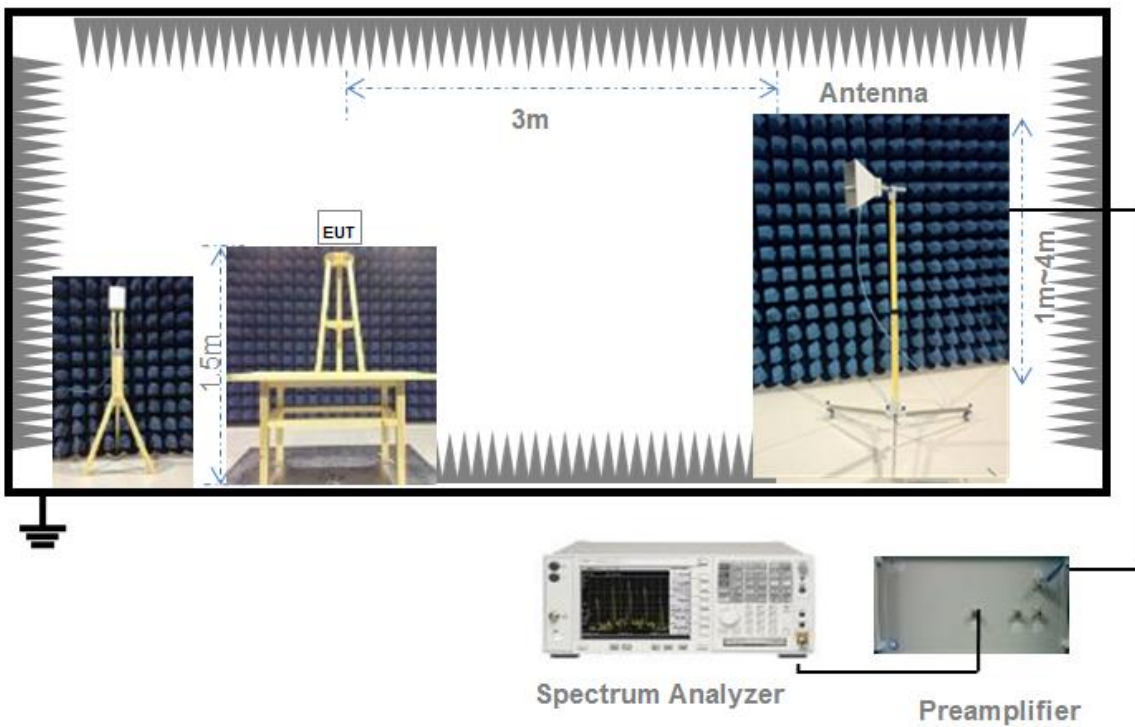 Antenna
3m
EUT
1.5m
1m~4m
Spectrum Analyzer
Preamplifier